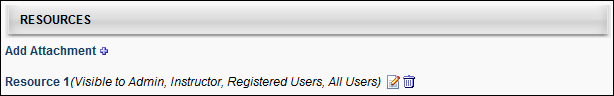 RESOURCES
Add Attachment
Resource 1(Visible to Admin, Instructor, Registered Users, All Users)